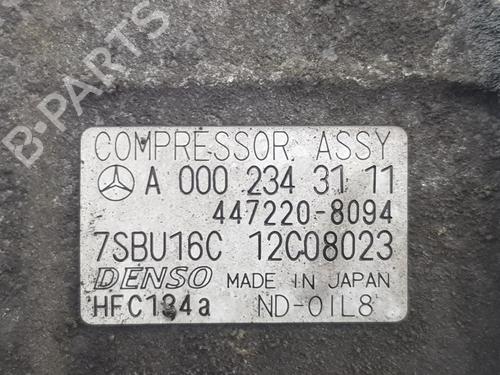 B-PARTS
COMPRESSOR ASSY
A 000 234 31 11
447220-8094
7SBU16C 12C08023
DENSO MADE IN JAPAN
HFC134a ND-OIL8